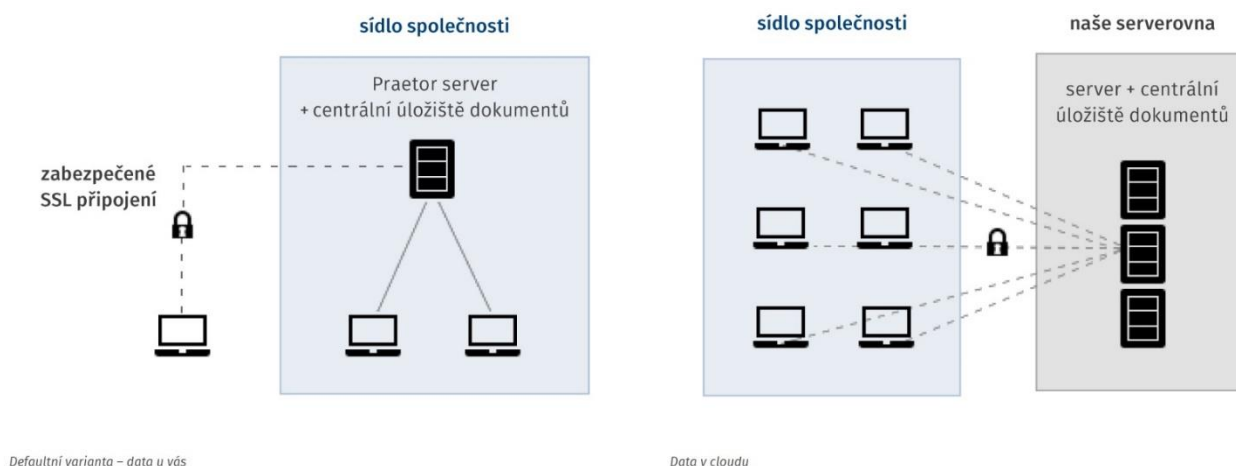 sídlo společnosti
Praetor server
+ centrální úložiště dokumentů
zabezpečené
SSL připojení
Defaultní varianta – data u vás
sídlo společnosti
naše serverovna
server + centrální
úložiště dokumentů
Data v cloudu